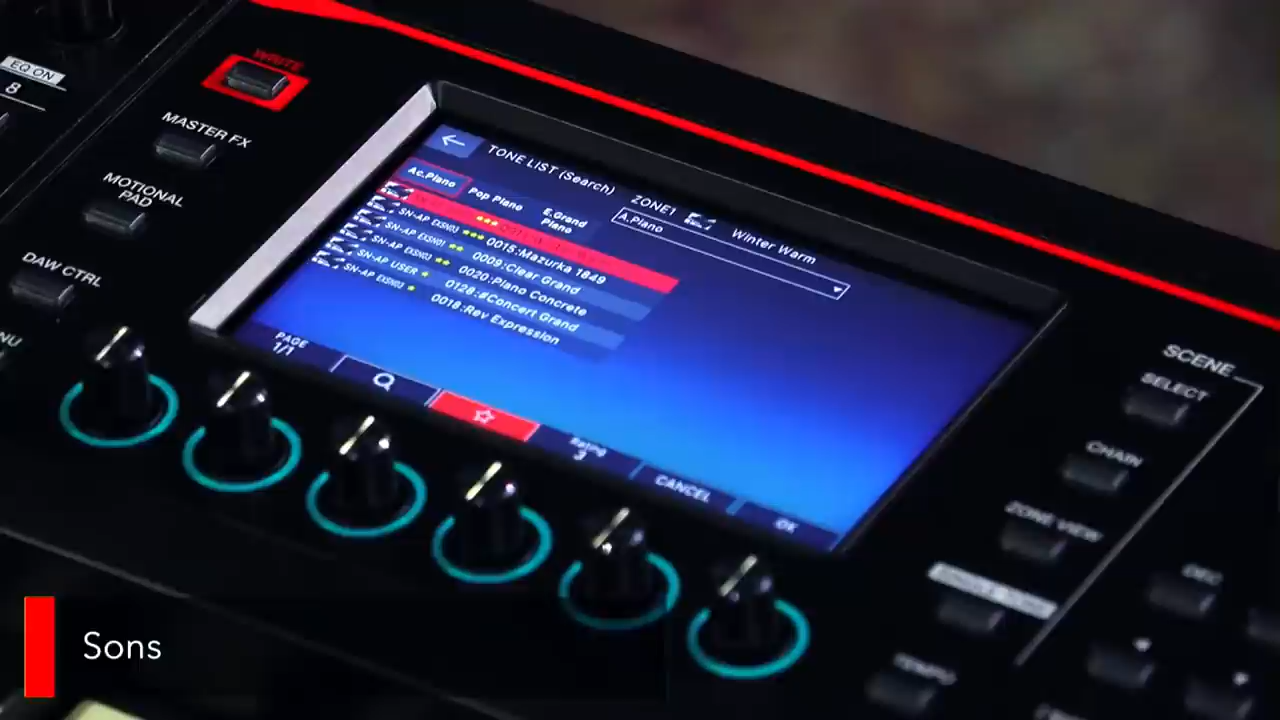 EQ ON
8
WRITE
MASTER FX
MOTIONAL
PAD
DAW CTRL
NU
TONE LIST (Search)
ZONE1
Winter Warm
Ac.Piano
Pop Piano
E.Grand
Piano
A.Piano
SN-AP EXSN03 ★★★ 0015:Mazurka 1849
SN-AP EXSN01 ★★ 0009:Clear Grand
SN-AP EXSN03 ★★ 0020:Piano Concrete
SN-AP USER ★ 0128:#Concert Grand
SN-AP EXSN03 ★ 0018:Rev Expression
PAGE
1/1
Rating
3
CANCEL
OK
SCENE
SELECT
CHAIN
ZONE VIEW
DEC
TEMPO
Sons